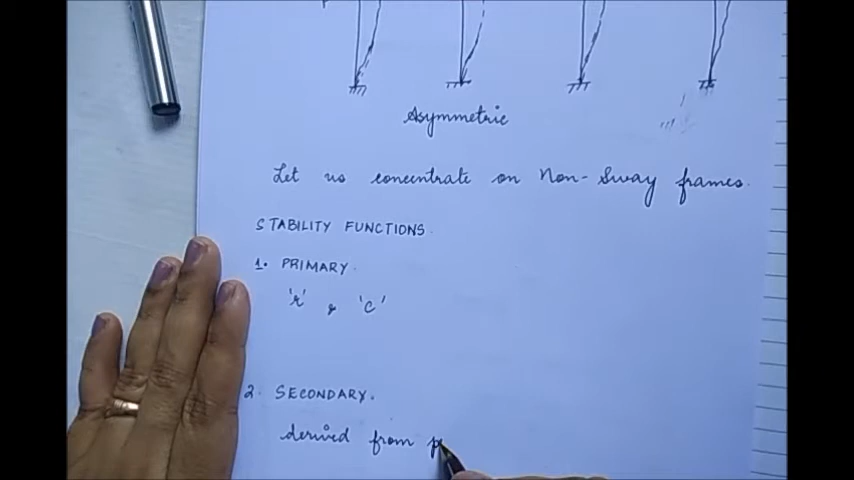 Asymmetric
Let us concentrate on Non-Sway frames.
STABILITY FUNCTIONS.
1. PRIMARY.
'r' & 'c'
2. SECONDARY.
derived from p